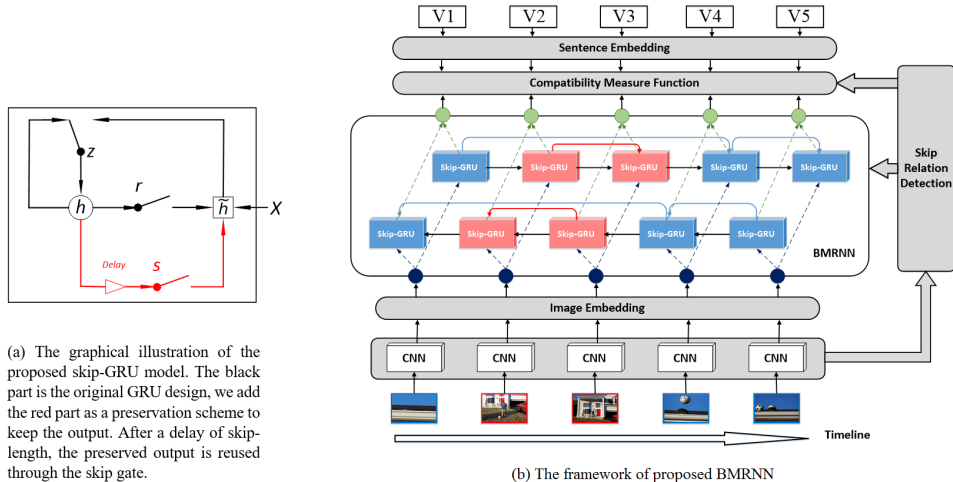 z
h
r
h̃
X
Delay
S
(a) The graphical illustration of the
proposed skip-GRU model. The black
part is the original GRU design, we add
the red part as a preservation scheme to
keep the output. After a delay of skip-
length, the preserved output is reused
through the skip gate.
V1 V2 V3 V4 V5
Sentence Embedding
Compatibility Measure Function
Skip-GRU Skip-GRU Skip-GRU Skip-GRU Skip-GRU
Skip-GRU Skip-GRU Skip-GRU Skip-GRU Skip-GRU
BMRNN
Skip
Relation
Detection
Image Embedding
CNN CNN CNN CNN CNN
Timeline
(b) The framework of proposed BMRNN